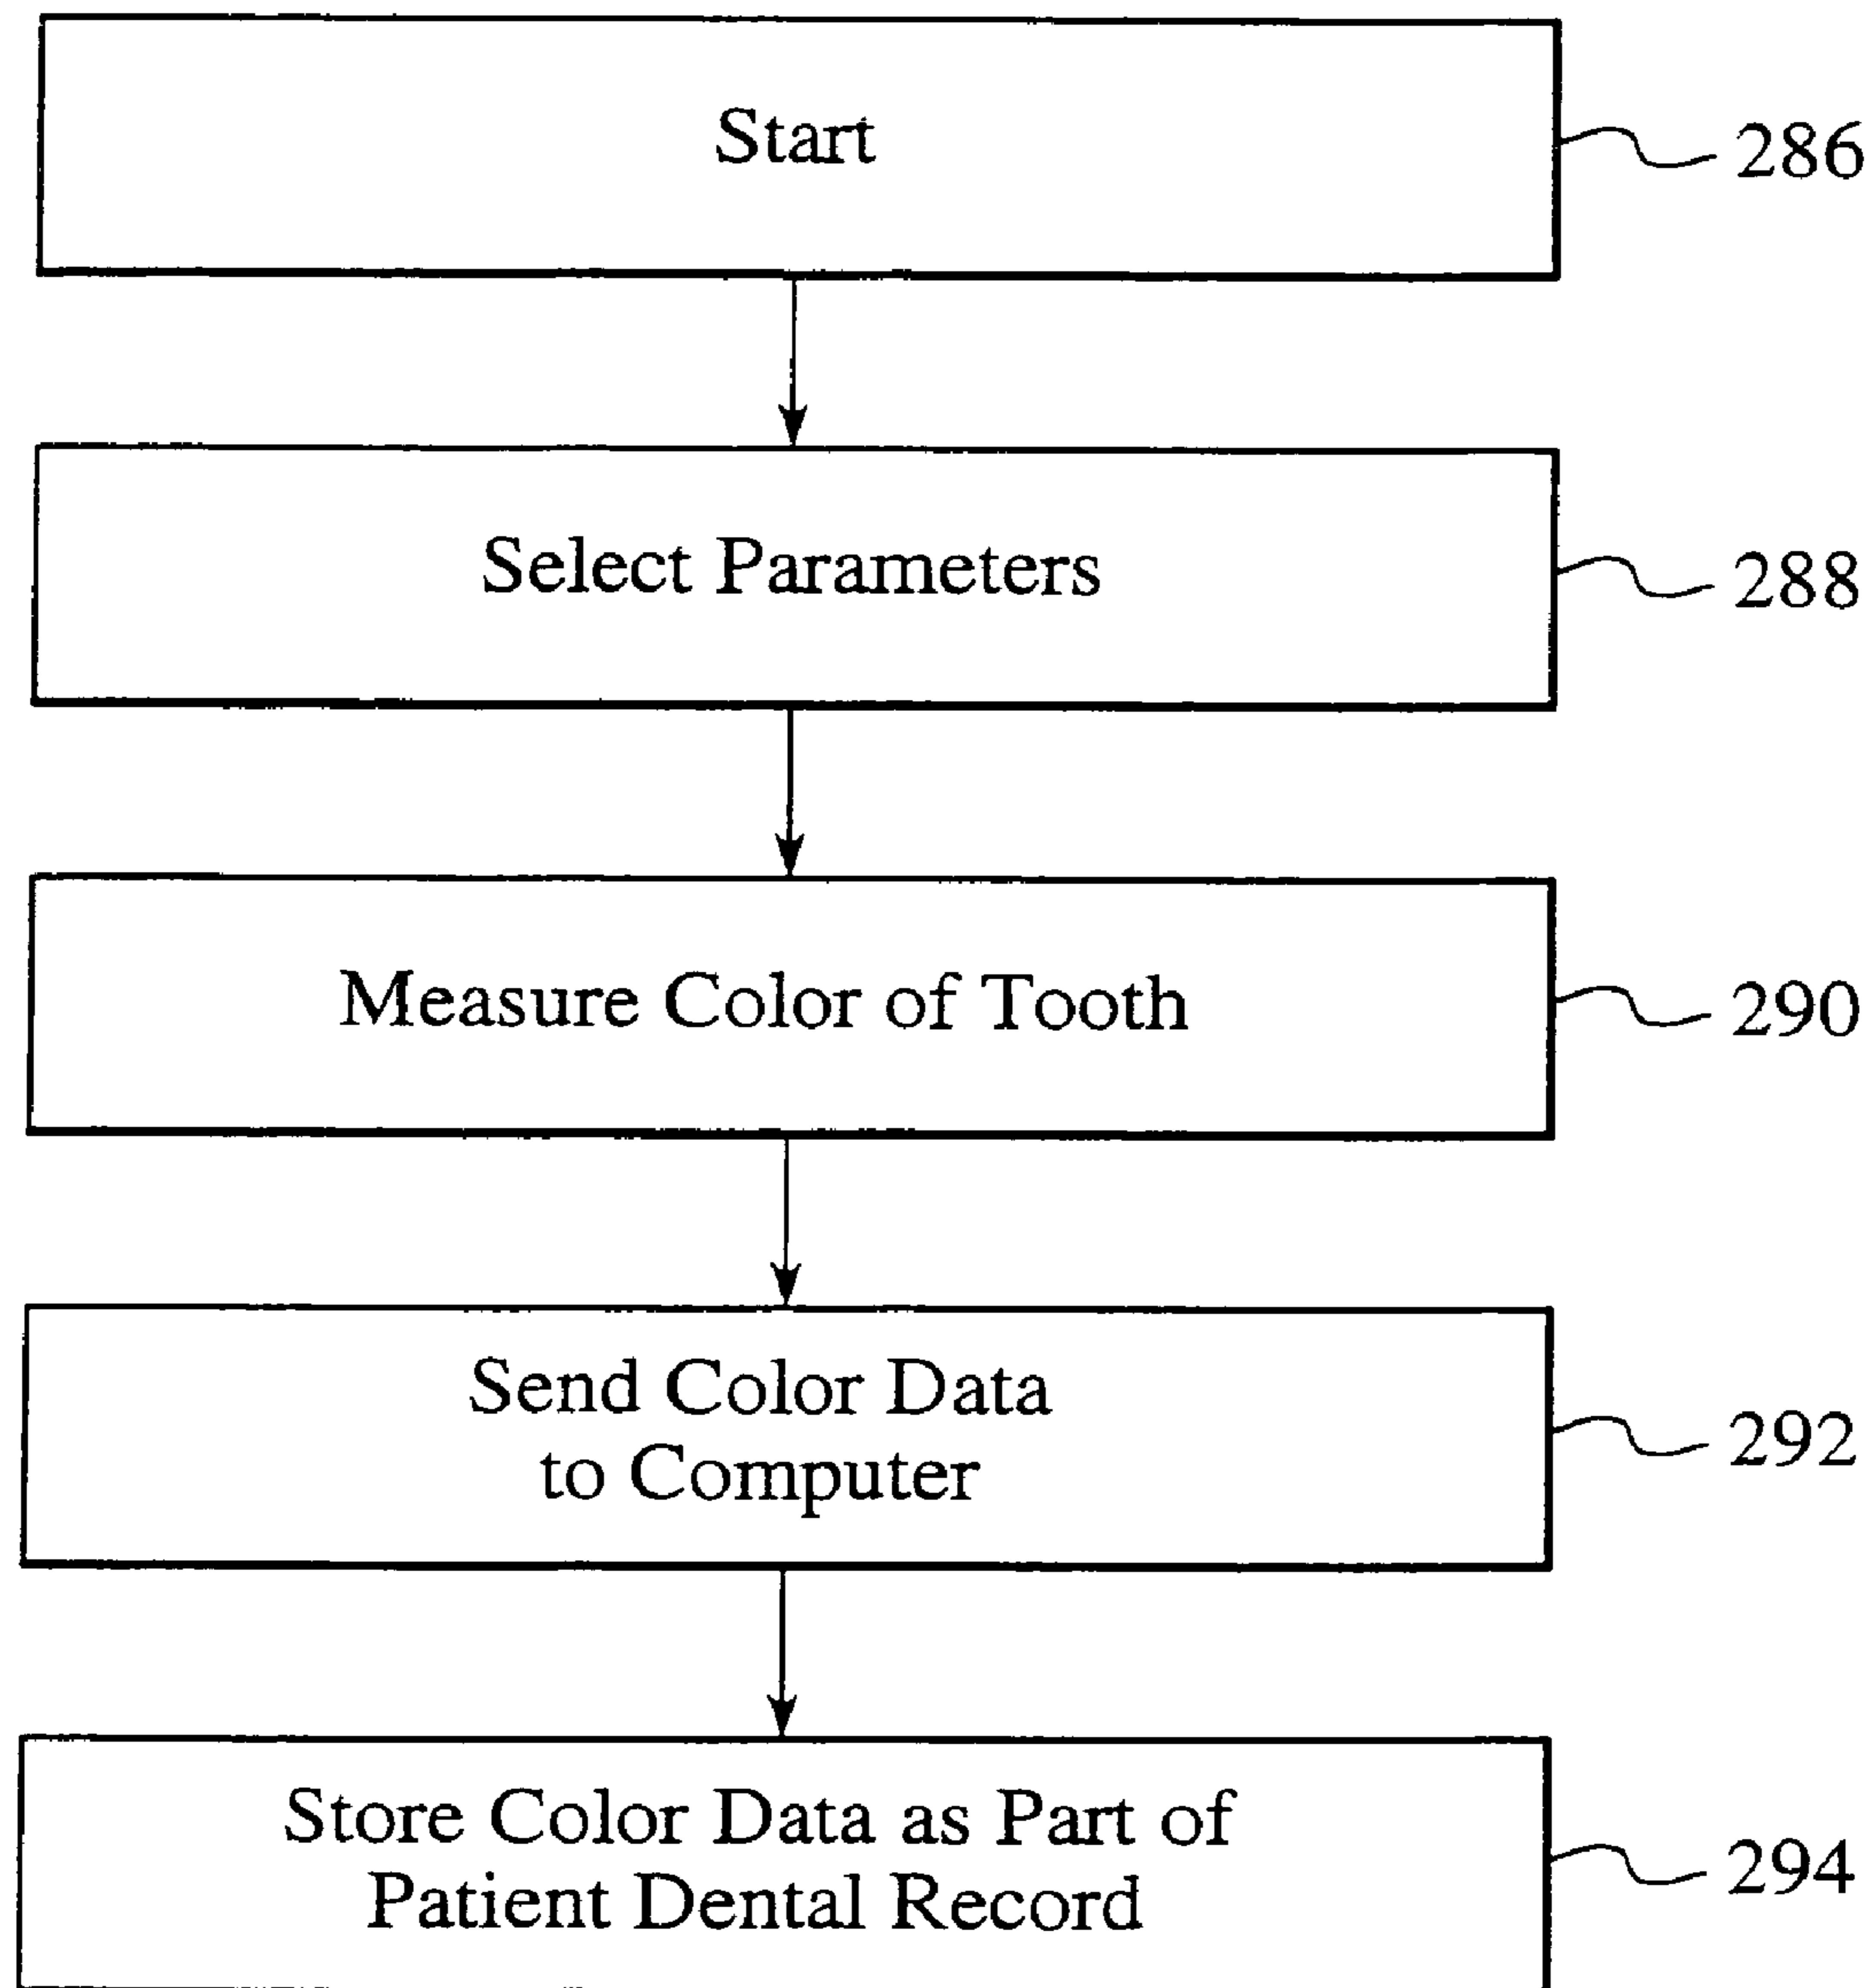 Start
286
Select Parameters
288
Measure Color of Tooth
290
Send Color Data
to Computer
292
Store Color Data as Part of
Patient Dental Record
294